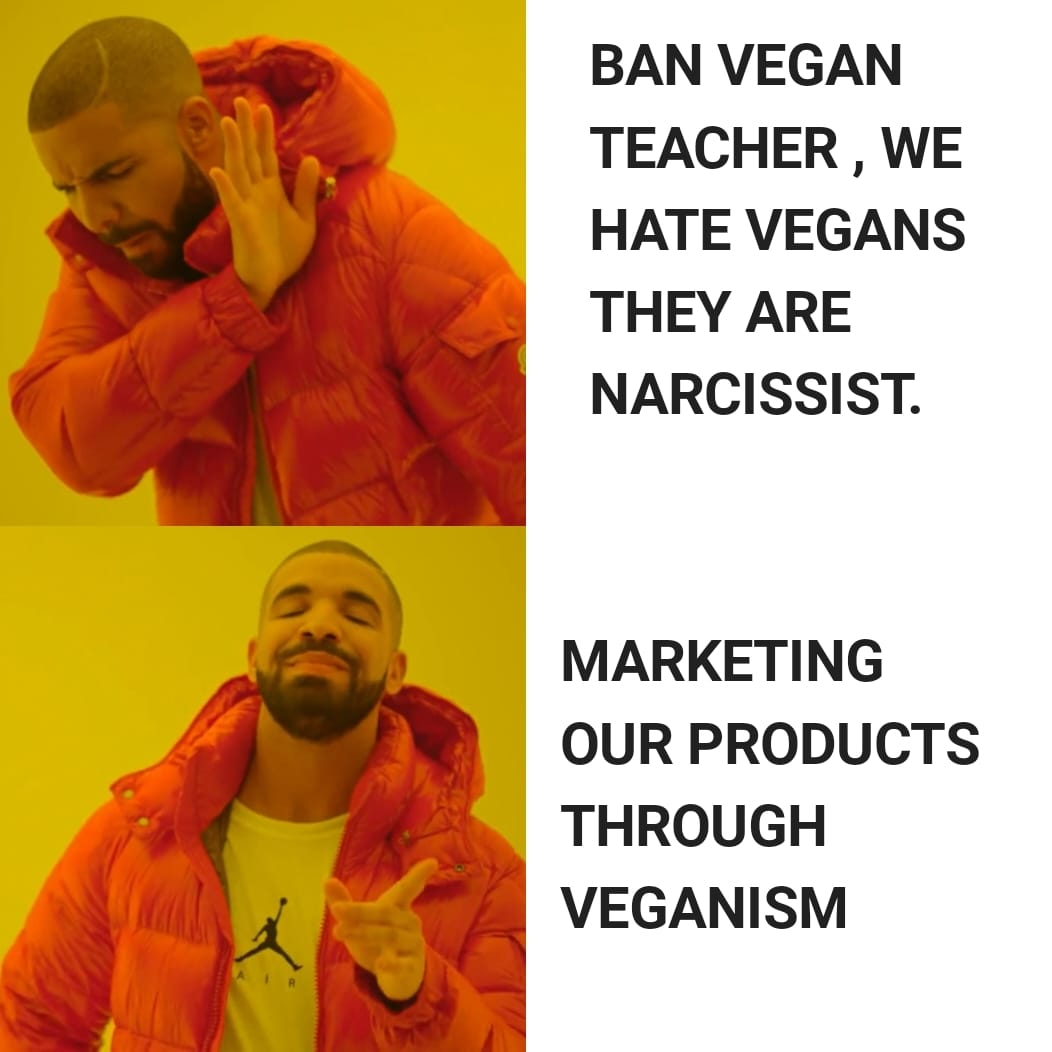 BAN VEGAN
TEACHER , WE
HATE VEGANS
THEY ARE
NARCISSIST.
MARKETING
OUR PRODUCTS
THROUGH
VEGANISM
AIR